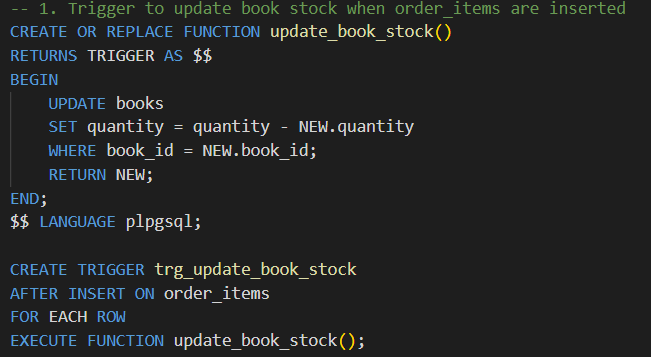 -- 1. Trigger to update book stock when order_items are inserted
CREATE OR REPLACE FUNCTION update_book_stock()
RETURNS TRIGGER AS $$
BEGIN
    UPDATE books
    SET quantity = quantity - NEW.quantity
    WHERE book_id = NEW.book_id;
    RETURN NEW;
END;
$$ LANGUAGE plpgsql;

CREATE TRIGGER trg_update_book_stock
AFTER INSERT ON order_items
FOR EACH ROW
EXECUTE FUNCTION update_book_stock();